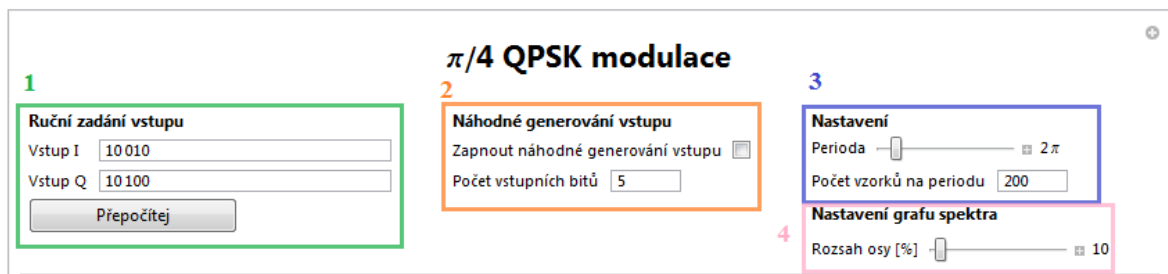 π/4 QPSK modulace
1
Ruční zadání vstupu
Vstup I 10 010
Vstup Q 10 100
Přepočítej
2
Náhodné generování vstupu
Zapnout náhodné generování vstupu
Počet vstupních bitů 5
3
Nastavení
Perioda 2 π
Počet vzorků na periodu 200
4
Nastavení grafu spektra
Rozsah osy [%] 10